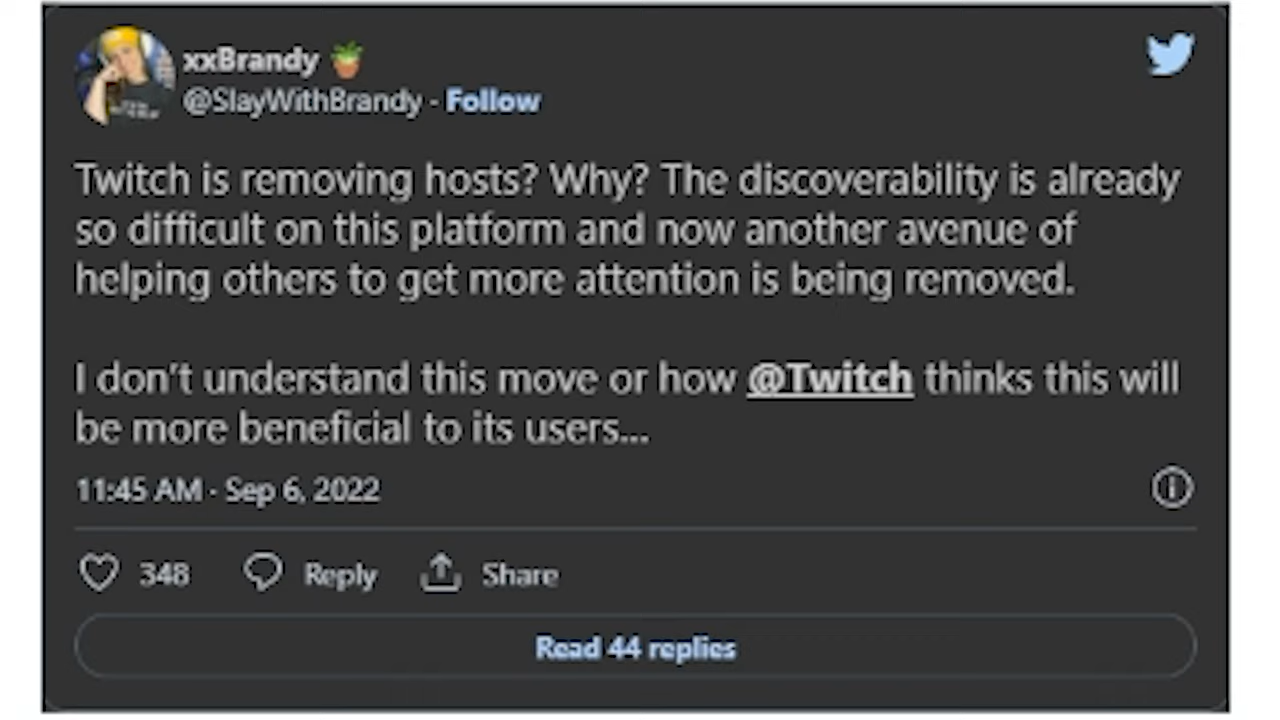 xxBrandy
@SlayWithBrandy · Follow
Twitch is removing hosts? Why? The discoverability is already
so difficult on this platform and now another avenue of
helping others to get more attention is being removed.
I don't understand this move or how @Twitch thinks this will
be more beneficial to its users...
11:45 AM · Sep 6, 2022
348 Reply Share
Read 44 replies